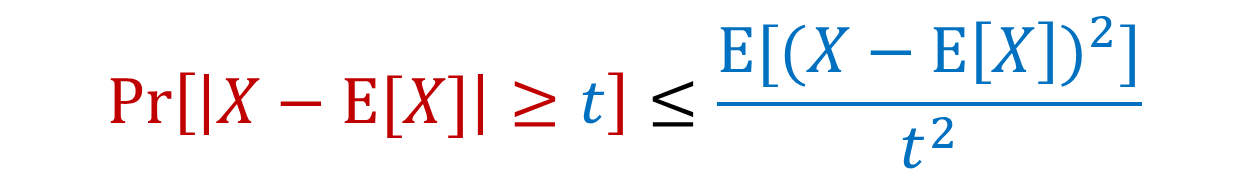 Pr[|X − E[X]| ≥ t] ≤ E[(X − E[X])²] / t²